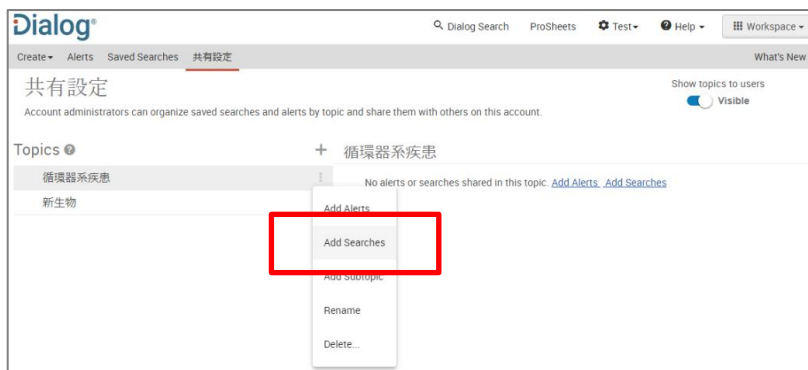 Dialog®
Dialog Search ProSheets Test Help Workspace
Create Alerts Saved Searches 共有設定 What's New
共有設定
Show topics to users
Visible
Account administrators can organize saved searches and alerts by topic and share them with others on this account.
Topics
循環器系疾患
循環器系疾患
No alerts or searches shared in this topic. Add Alerts Add Searches
新生物
Add Alerts
Add Searches
Add Subtopic
Rename
Delete...